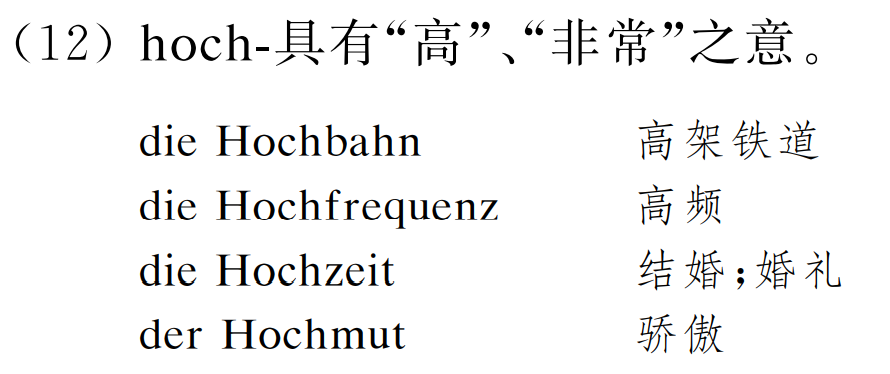 （12）hoch-具有“高”、“非常”之意。
die Hochbahn 高架铁道
die Hochfrequenz 高频
die Hochzeit 结婚；婚礼
der Hochmut 骄傲